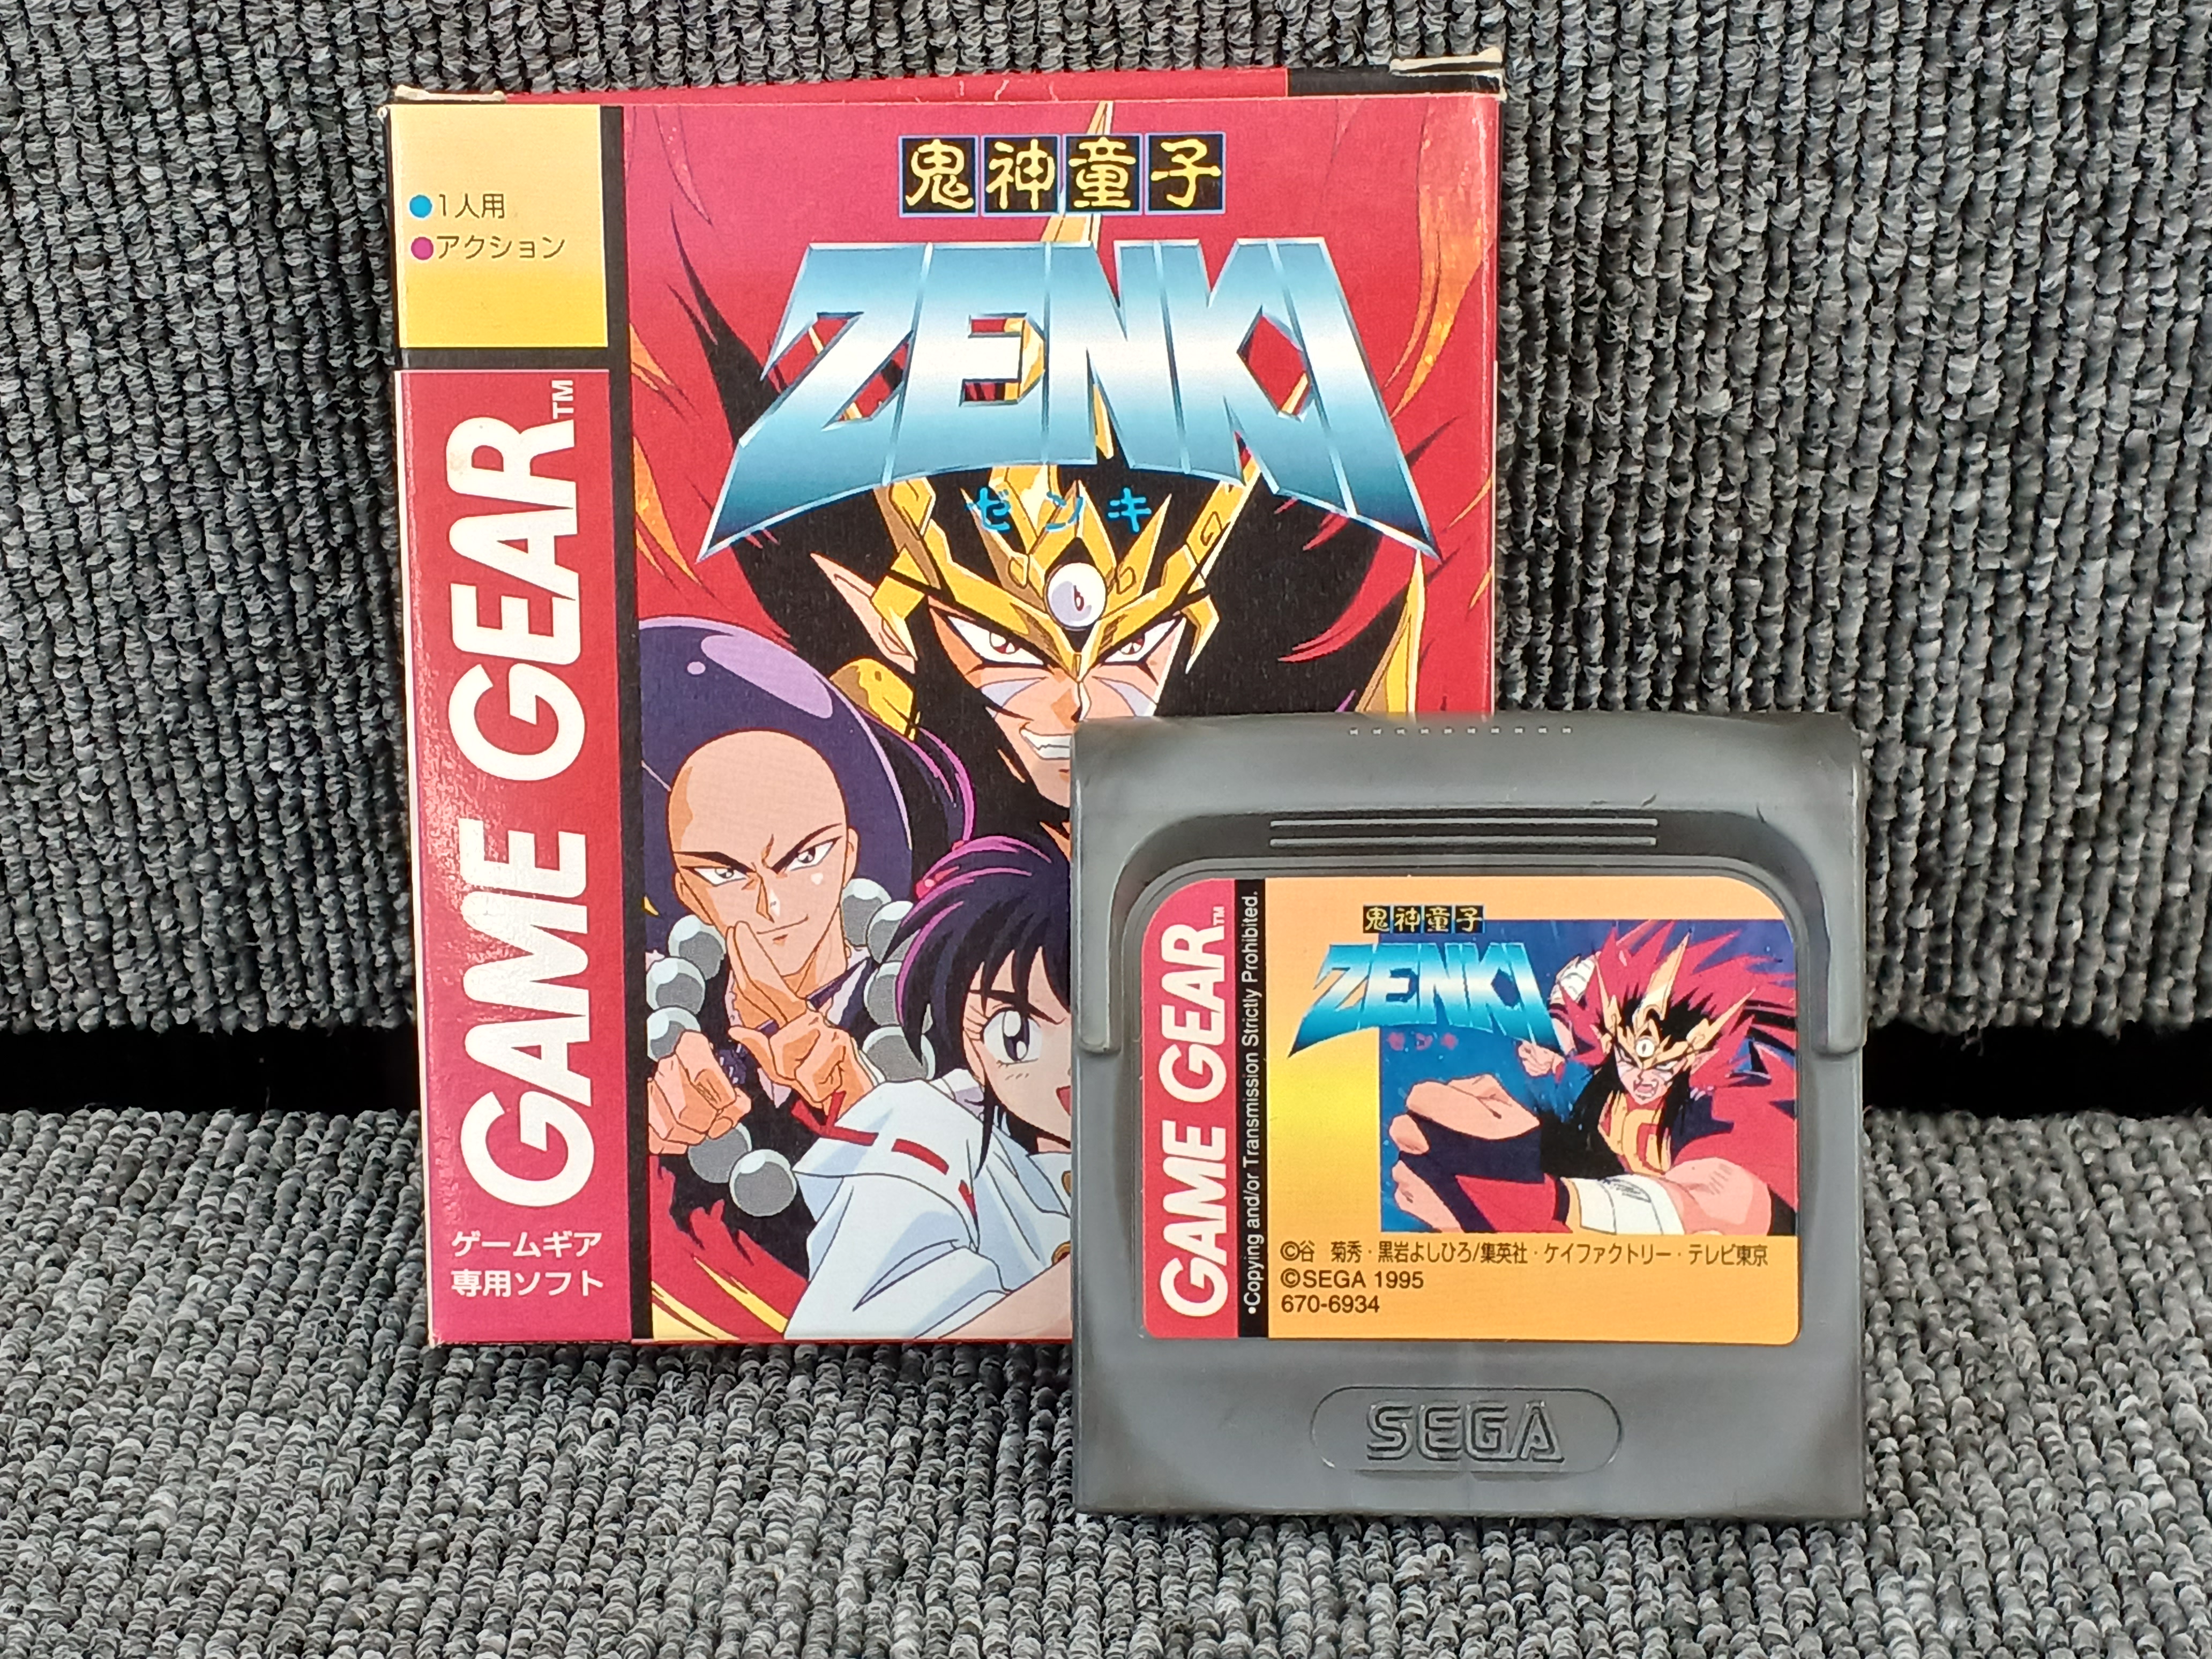 ●1人用
●アクション
GAME GEAR™
ゲームギア
専用ソフト
鬼神童子
ZENKI
ゼンキ
GAME GEAR™
•Copying and/or Transmission Strictly Prohibited.
鬼神童子
ZENKI
ゼンキ
©谷 菊秀・黒岩よしひろ/集英社・ケイファクトリー・テレビ東京
©SEGA 1995
670-6934
SEGA